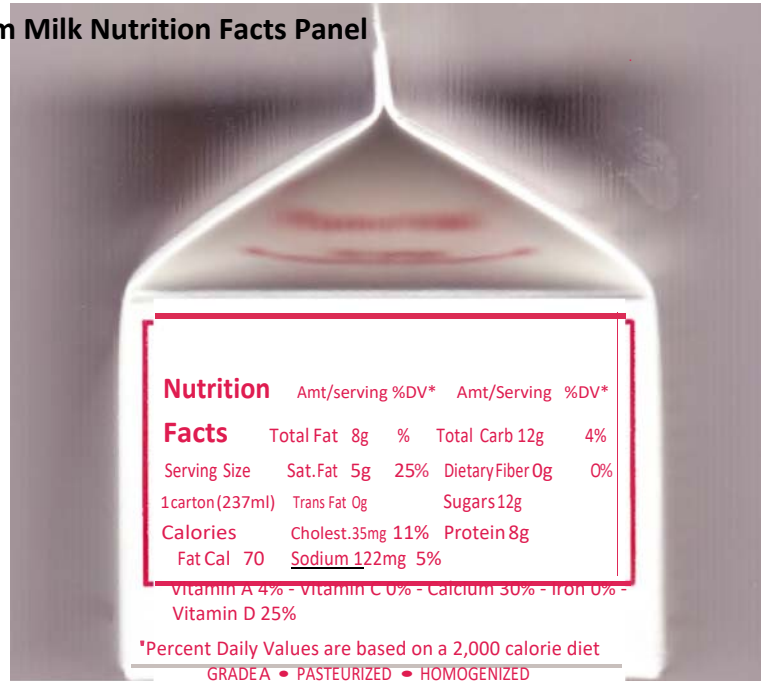 m Milk Nutrition Facts Panel
Nutrition Amt/serving %DV* Amt/Serving %DV*
Facts Total Fat 8g % Total Carb 12g 4%
Serving Size Sat.Fat 5g 25% Dietary Fiber 0g 0%
1carton (237ml) Trans Fat Og Sugars 12g
Calories Cholest.35mg 11% Protein 8g
Fat Cal 70 Sodium 122mg 5%
Vitamin A 4% - Vitamin C 0% - Calcium 30% - Iron 0% -
Vitamin D 25%
*Percent Daily Values are based on a 2,000 calorie diet
GRADE A • PASTEURIZED • HOMOGENIZED